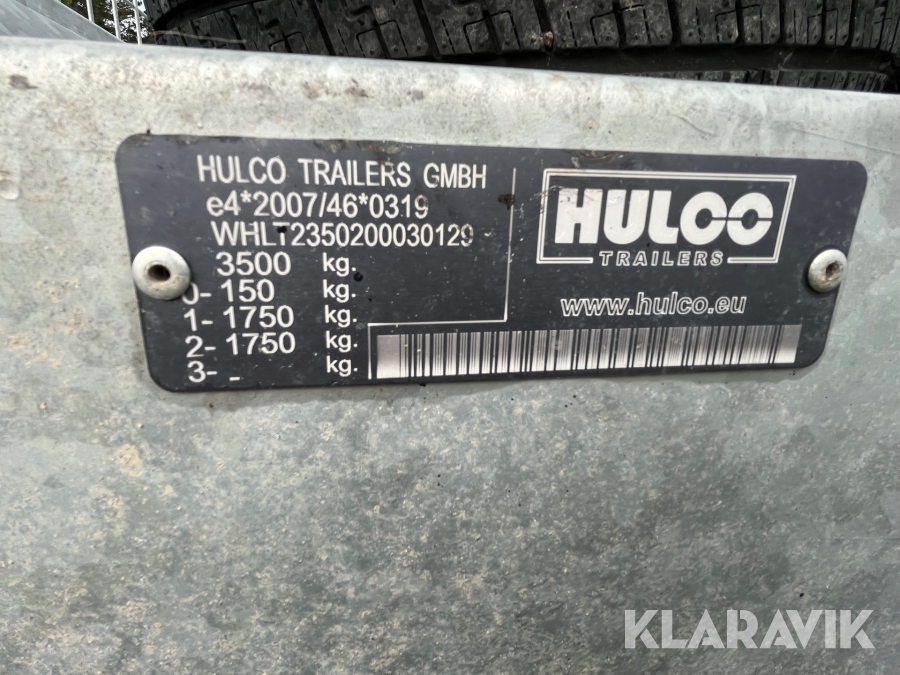 HULCO TRAILERS GMBH
e4*2007/46*0319
WHLT2350200030129
3500 kg.
0- 150 kg.
1- 1750 kg.
2- 1750 kg.
3- - kg.
HULCO
TRAILERS
www.hulco.eu
KLARAVIK